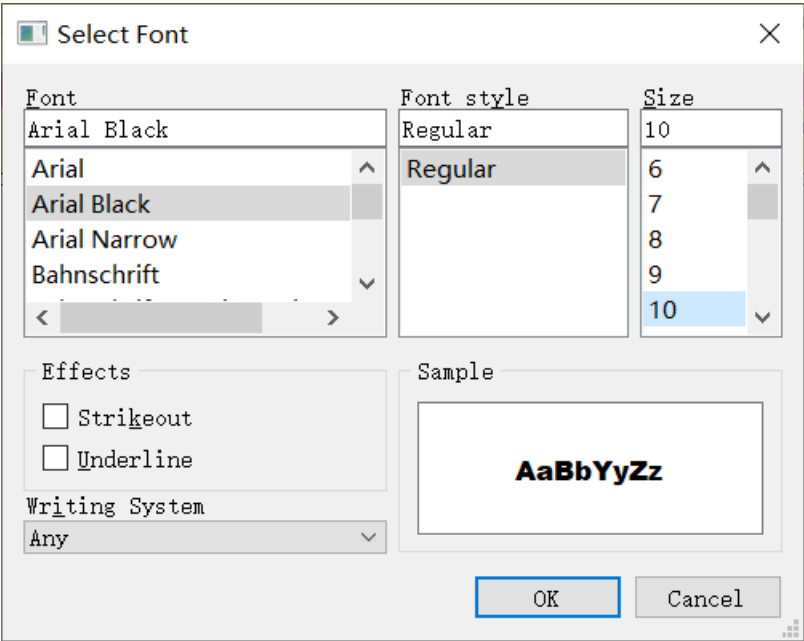 Select Font
Font
Arial Black
Arial
Arial Black
Arial Narrow
Bahnschrift
Font style
Regular
Regular
Size
10
6
7
8
9
10
Effects
Strikeout
Underline
Writing System
Any
Sample
AaBbYyZz
OK
Cancel